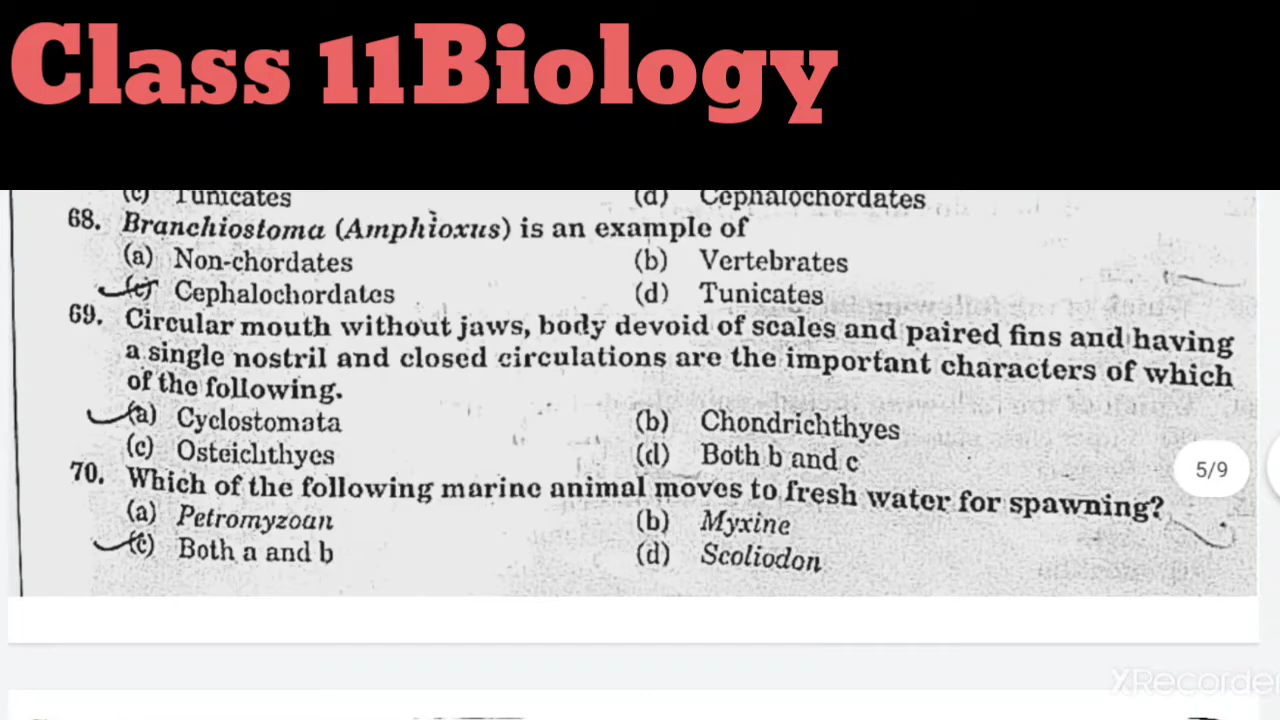 Class 11Biology
(c) Tunicates (d) Cephalochordates
68. Branchiostoma (Amphioxus) is an example of
(a) Non-chordates (b) Vertebrates
(c) Cephalochordates (d) Tunicates
69. Circular mouth without jaws, body devoid of scales and paired fins and having
a single nostril and closed circulations are the important characters of which
of the following.
(a) Cyclostomata (b) Chondrichthyes
(c) Osteichthyes (d) Both b and c
70. Which of the following marine animal moves to fresh water for spawning?
(a) Petromyzoan (b) Myxine
(c) Both a and b (d) Scoliodon
5/9
XRecorder